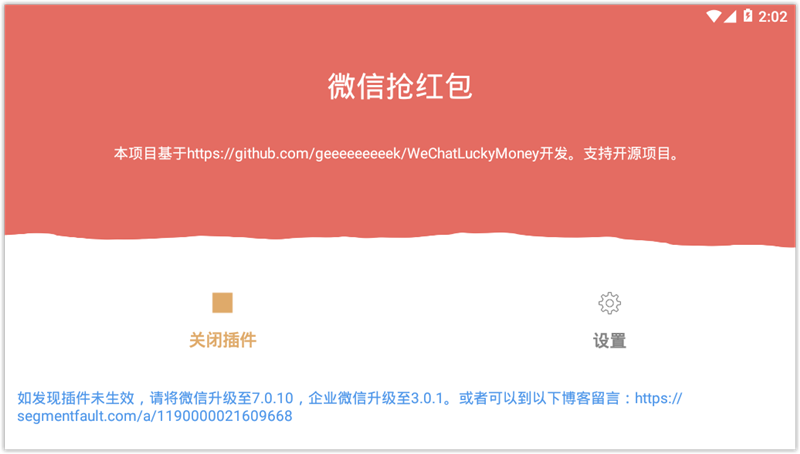 2:02
微信抢红包
本项目基于https://github.com/geeeeeeeeek/WeChatLuckyMoney开发。支持开源项目。
关闭插件
设置
如发现插件未生效，请将微信升级至7.0.10，企业微信升级至3.0.1。或者可以到以下博客留言：https://
segmentfault.com/a/1190000021609668